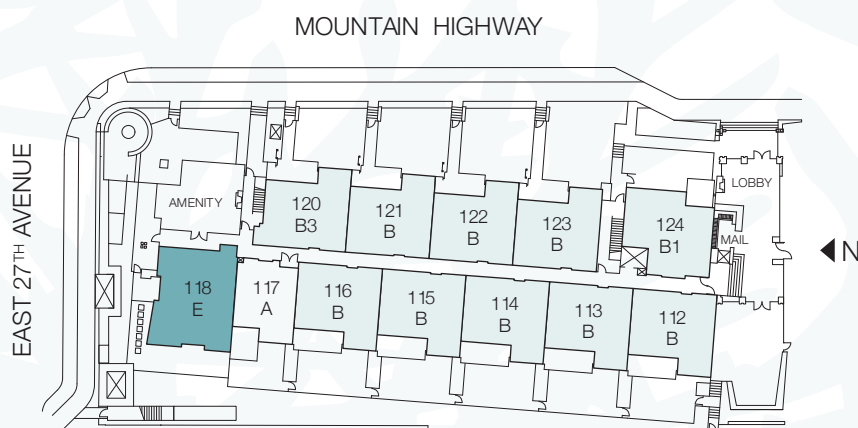 MOUNTAIN HIGHWAY
EAST 27TH AVENUE
AMENITY
120
B3
121
B
122
B
123
B
124
B1
LOBBY
MAIL
N
118
E
117
A
116
B
115
B
114
B
113
B
112
B